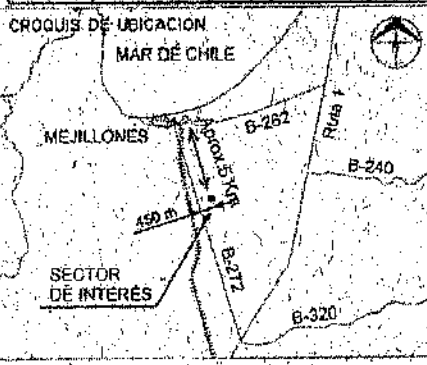 CROQUIS DE UBICACION
MAR DE CHILE
MEJILLONES
B-262
Ruta 1
Aprox.5 Km
B-240
450 m
B-272
SECTOR
DE INTERÉS
B-320